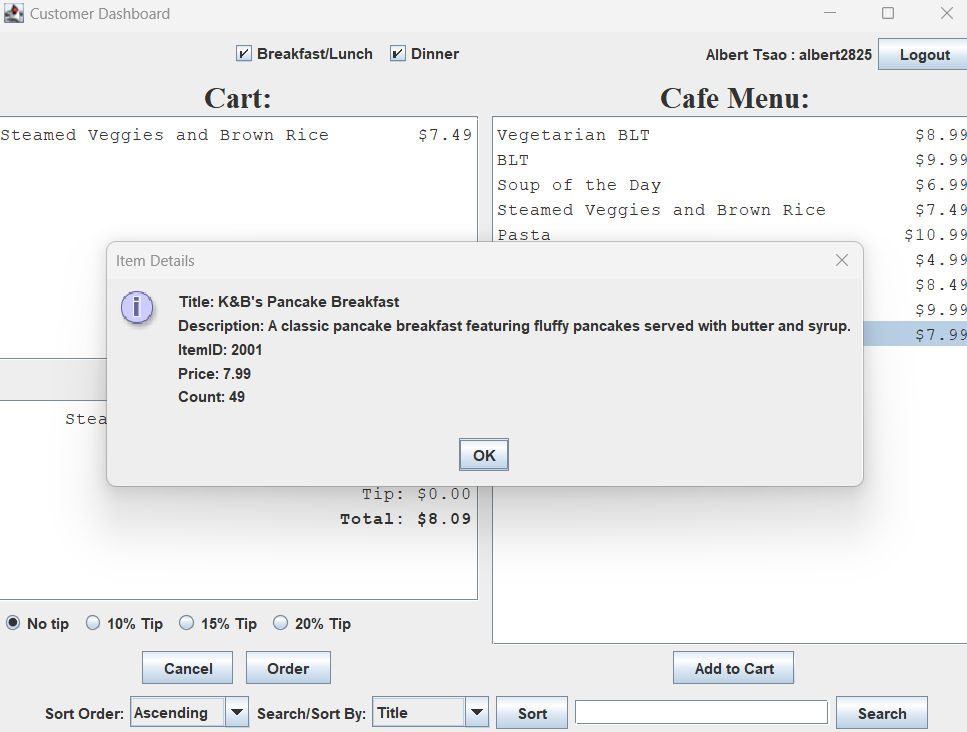 Customer Dashboard
Breakfast/Lunch Dinner Albert Tsao : albert2825 Logout
Cart: Cafe Menu:
Steamed Veggies and Brown Rice $7.49
Vegetarian BLT $8.99
BLT $9.99
Soup of the Day $6.99
Steamed Veggies and Brown Rice $7.49
Pasta $10.99
$4.99
$8.49
$9.99
$7.99
Item Details
Title: K&B's Pancake Breakfast
Description: A classic pancake breakfast featuring fluffy pancakes served with butter and syrup.
ItemID: 2001
Price: 7.99
Count: 49
OK
Stea
Tip: $0.00
Total: $8.09
No tip 10% Tip 15% Tip 20% Tip
Cancel Order Add to Cart
Sort Order: Ascending Search/Sort By: Title Sort Search